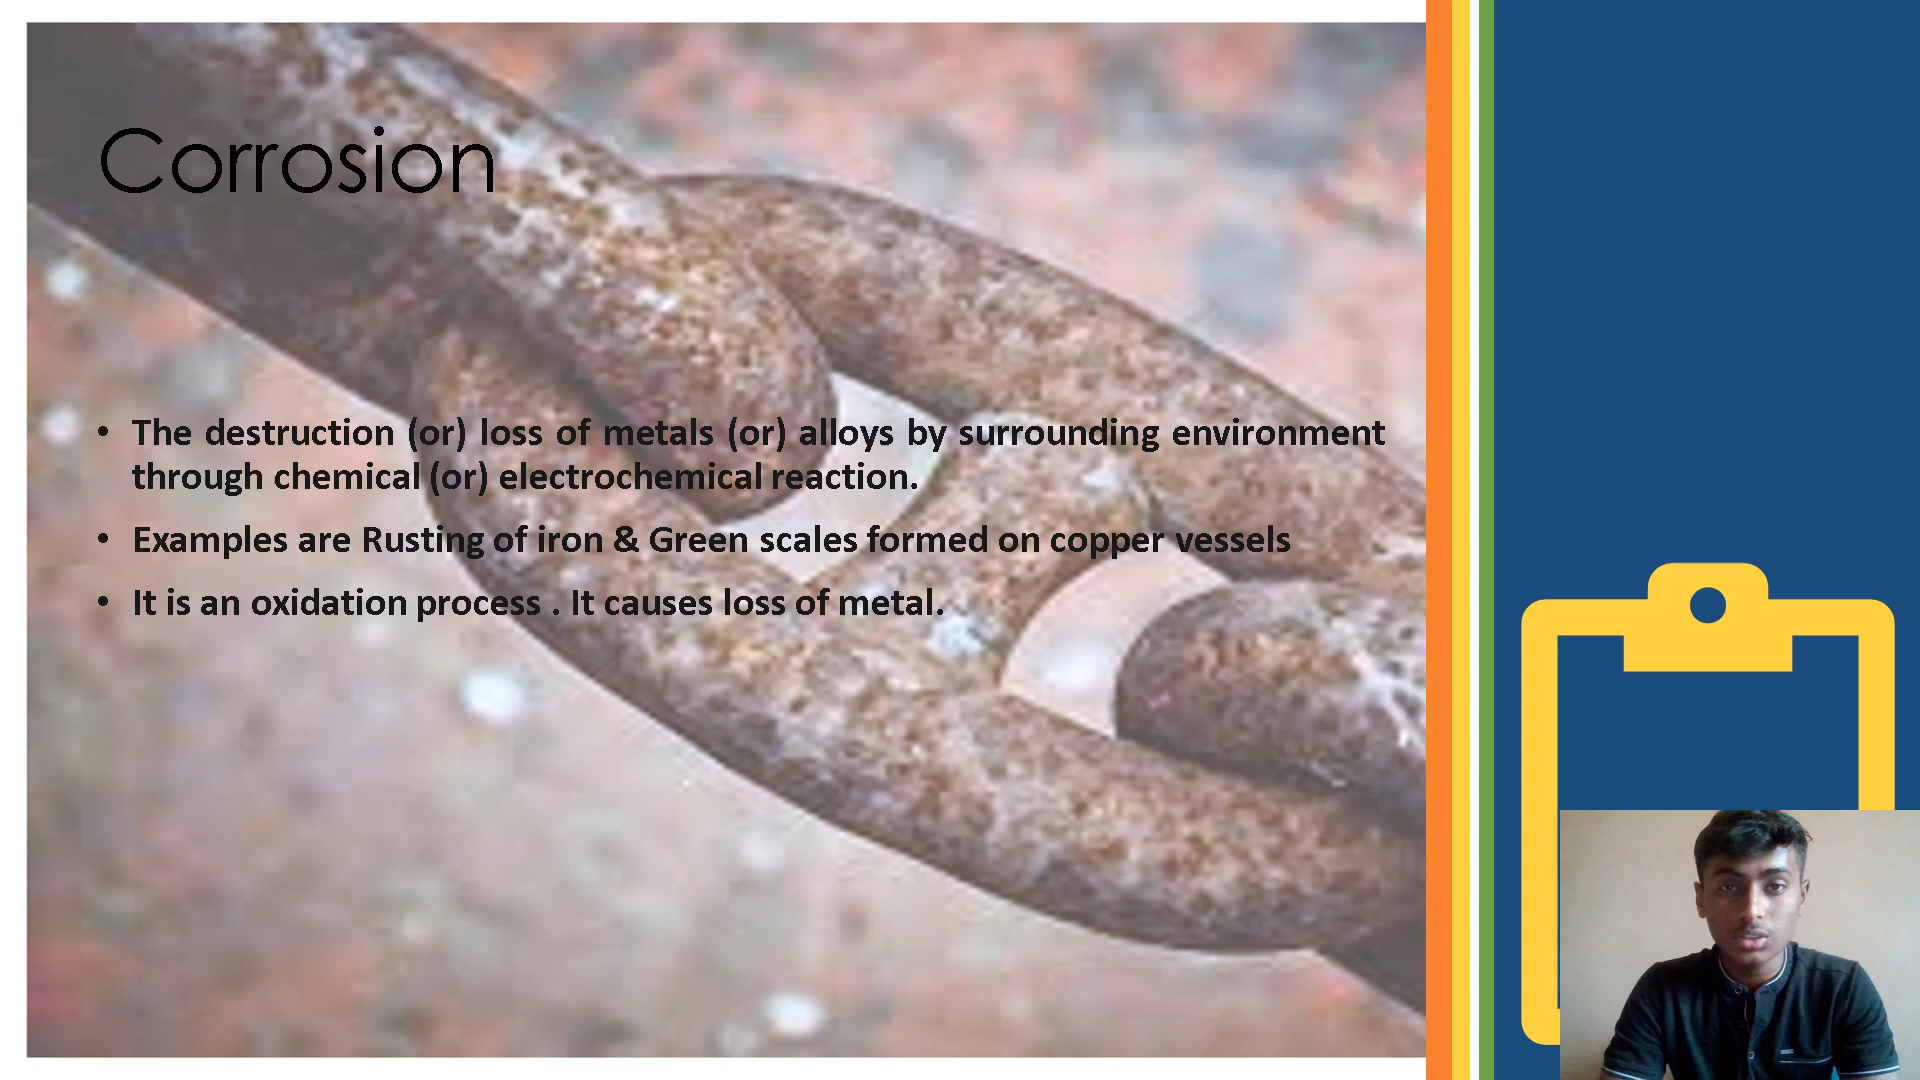 Corrosion
• The destruction (or) loss of metals (or) alloys by surrounding environment
through chemical (or) electrochemical reaction.
• Examples are Rusting of iron & Green scales formed on copper vessels
• It is an oxidation process . It causes loss of metal.